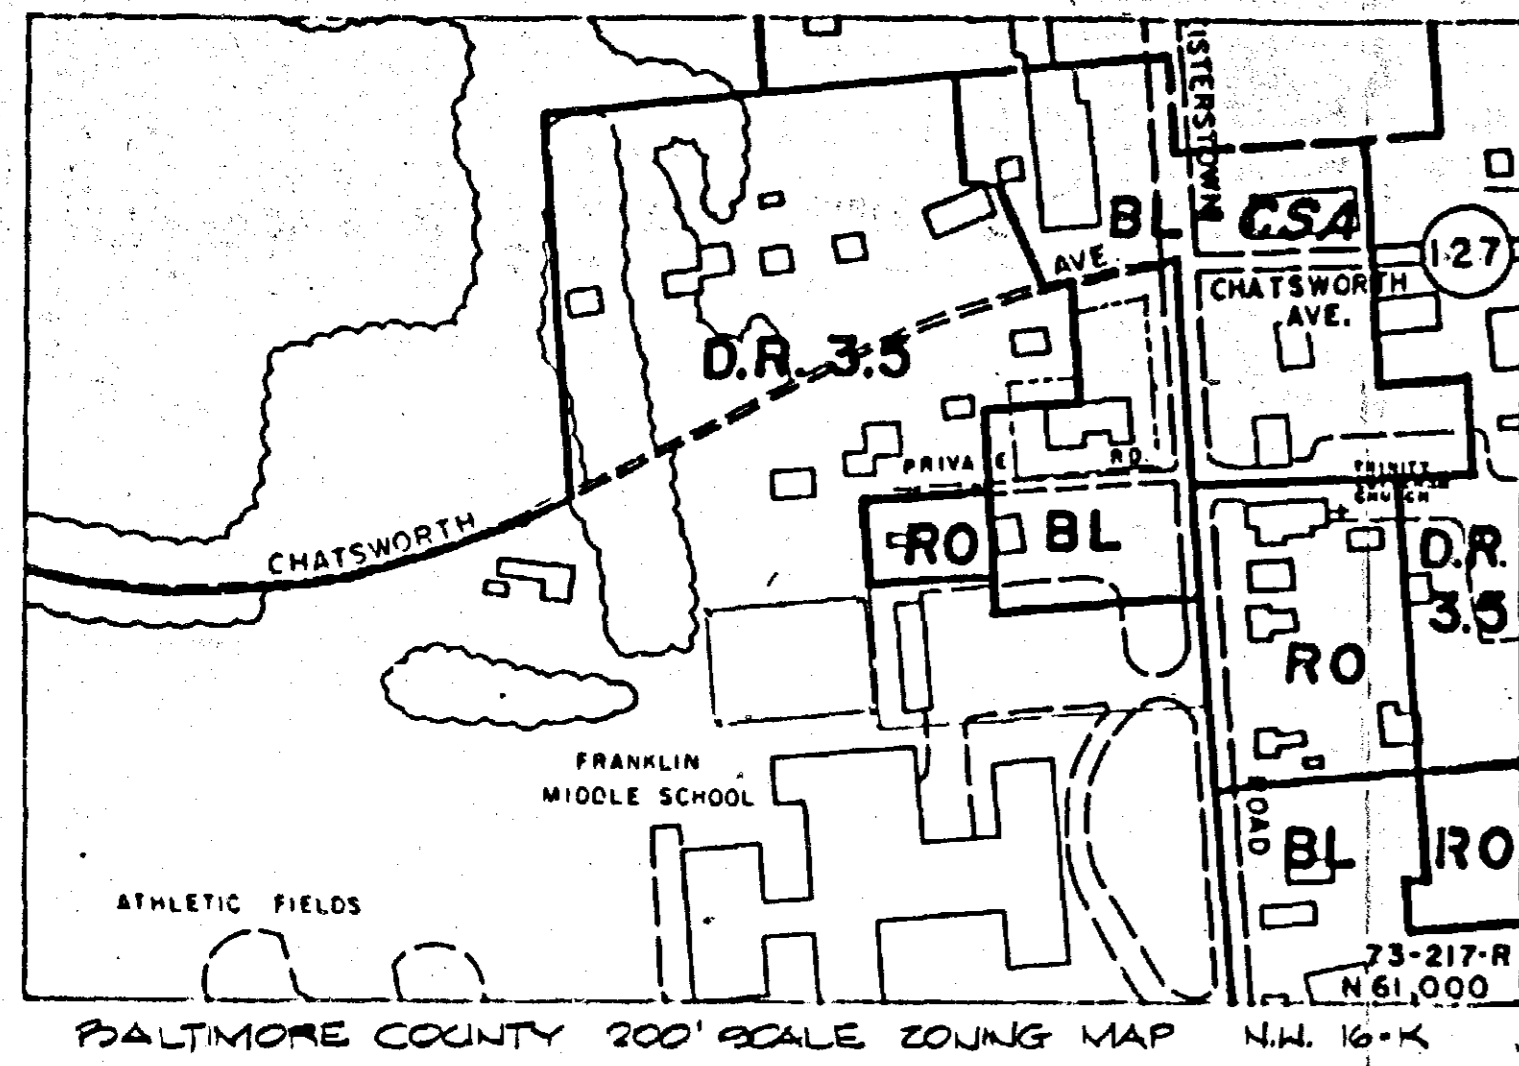 ISTERSTOWN
BL
CSA
127
AVE.
CHATSWORTH
AVE.
D.R. 3.5
PRIVA E
RD.
TRINITY
CHURCH
CHATSWORTH
RO
BL
D.R.
3.5
RO
FRANKLIN
MIDDLE SCHOOL
OAD
BL
RO
ATHLETIC FIELDS
73-217-R
N 61,000
BALTIMORE COUNTY 200' SCALE ZONING MAP N.W. 16-K